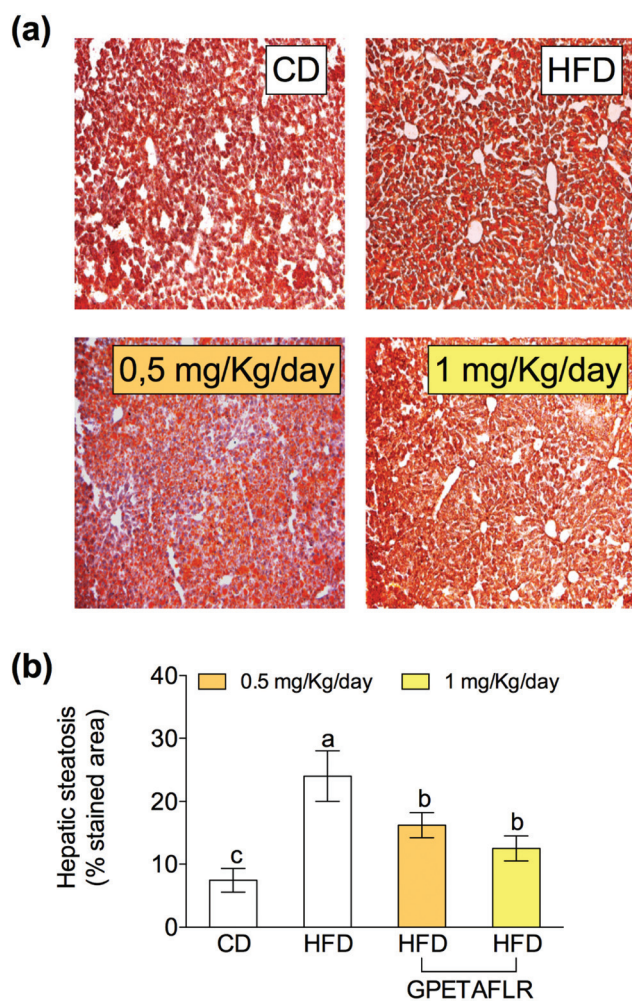 (a)
CD
HFD
0,5 mg/Kg/day
1 mg/Kg/day
(b)
Hepatic steatosis
(% stained area)
40
30
20
10
0
0.5 mg/Kg/day
1 mg/Kg/day
c
a
b
b
CD
HFD
HFD
HFD
GPETAFLR